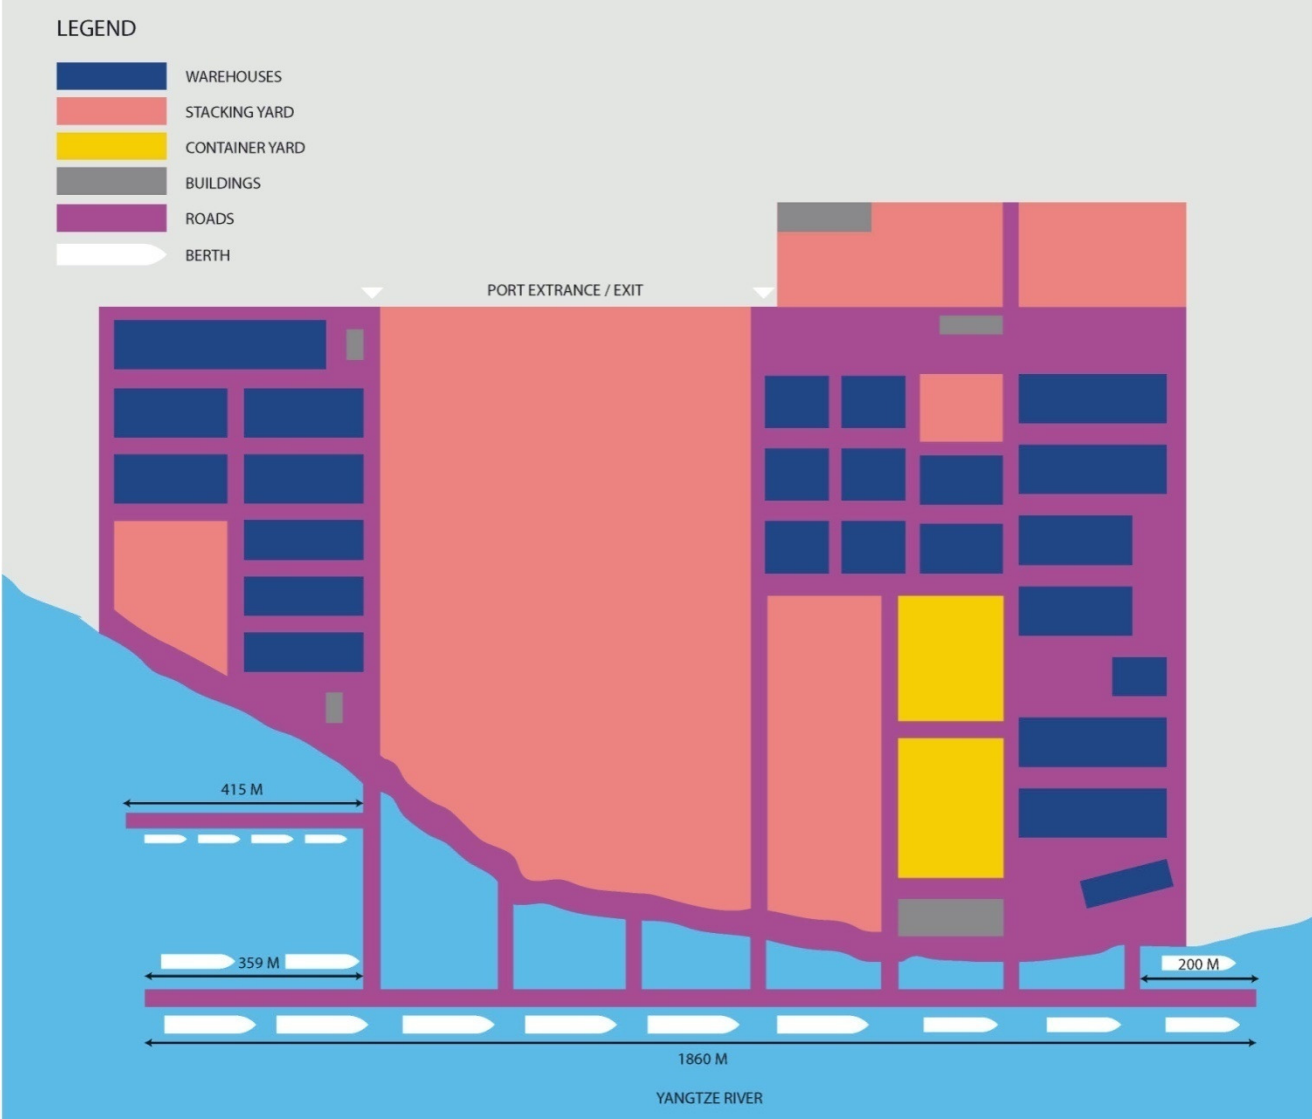 LEGEND
WAREHOUSES
STACKING YARD
CONTAINER YARD
BUILDINGS
ROADS
BERTH
PORT EXTRANCE / EXIT
415 M
359 M
200 M
1860 M
YANGTZE RIVER